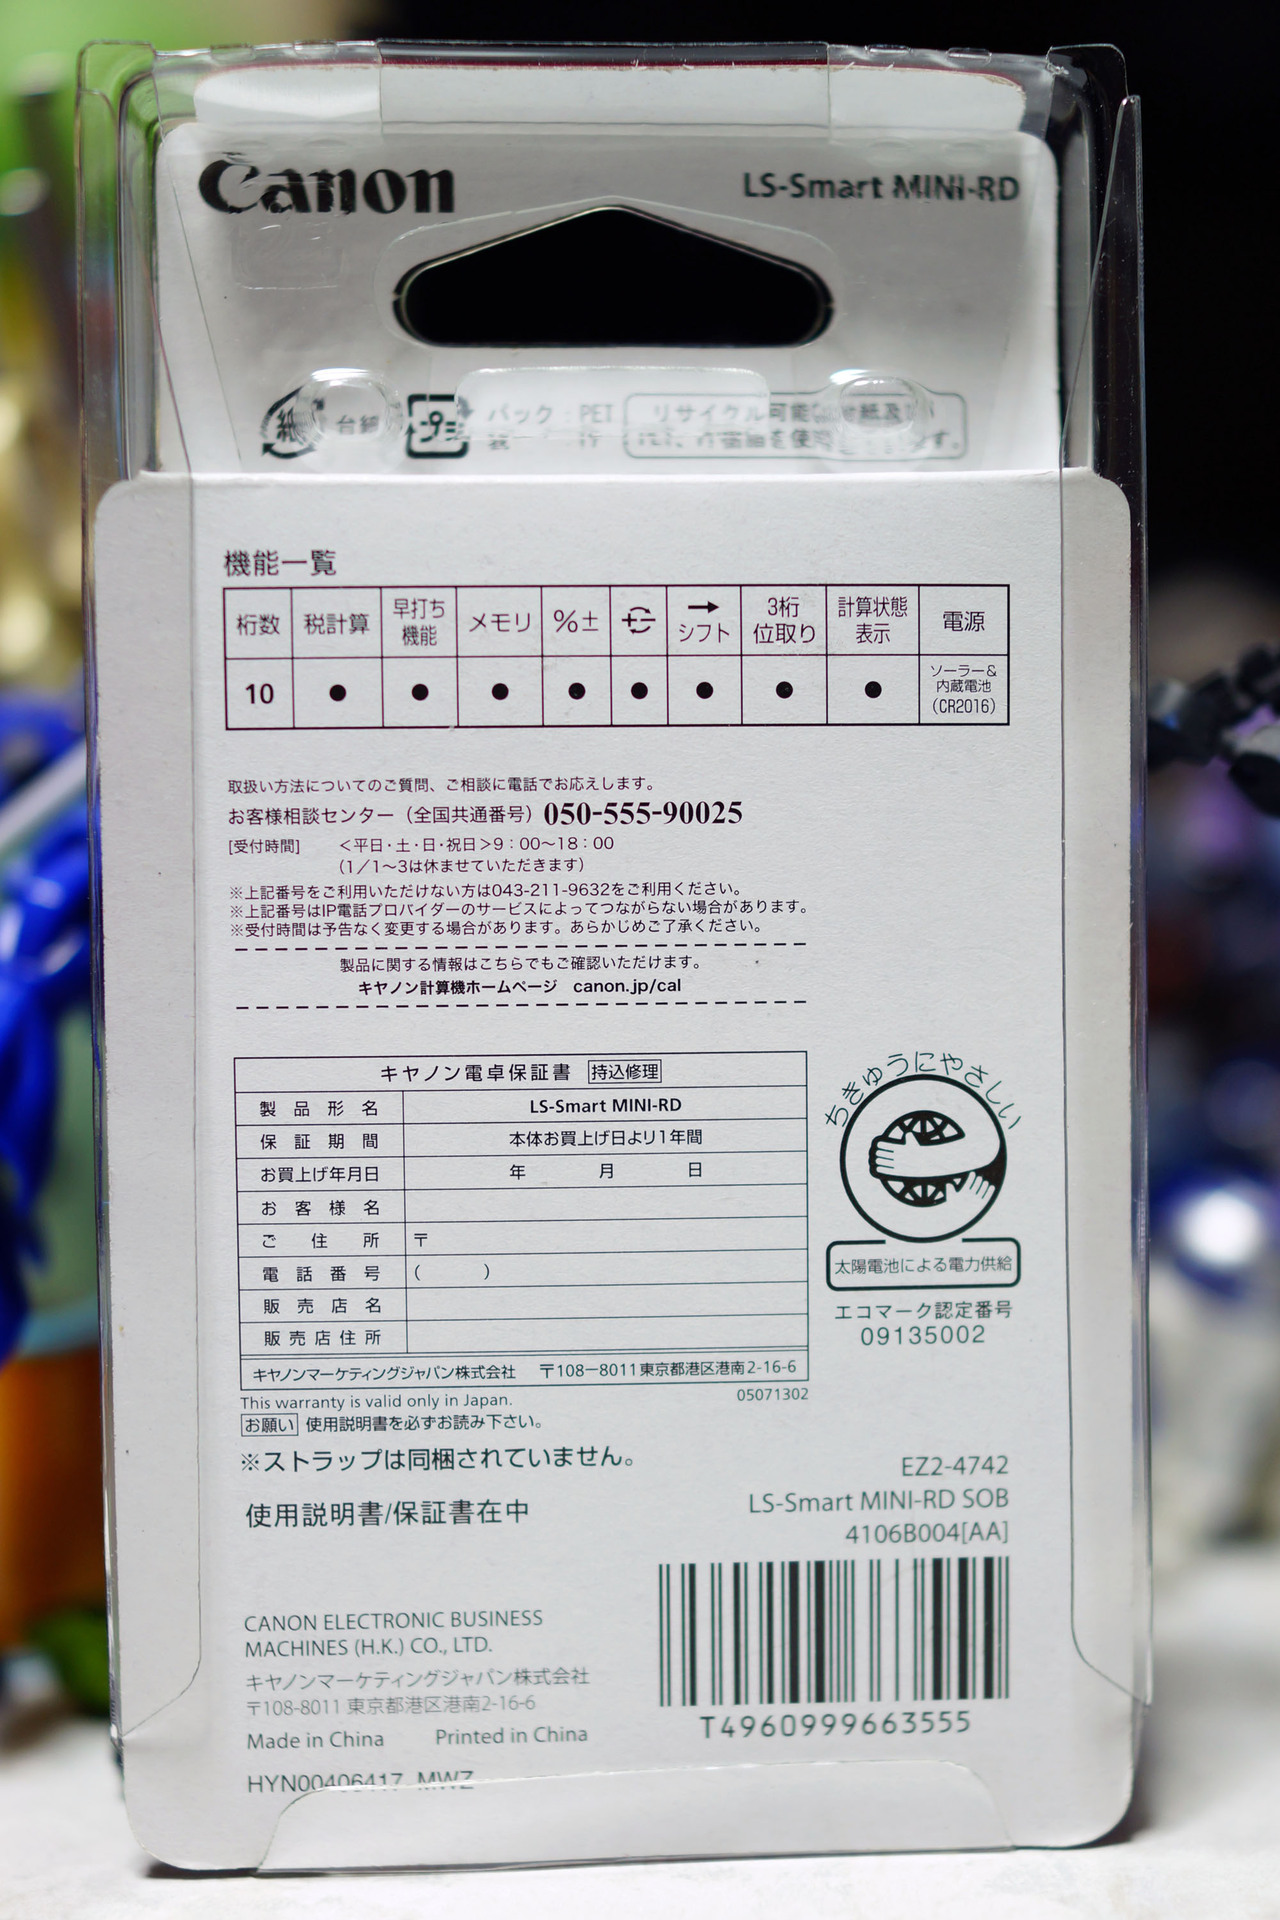 Canon
LS-Smart MINI-RD
紙 台紙
パック : PET
リサイクル可能
機能一覧
桁数 税計算 早打ち機能 メモリ %± +⇄− →シフト 3桁位取り 計算状態表示 電源
10 ● ● ● ● ● ● ● ● ソーラー&内蔵電池(CR2016)
取扱い方法についてのご質問、ご相談に電話でお応えします。
お客様相談センター(全国共通番号) 050-555-90025
[受付時間] <平日・土・日・祝日>9:00〜18:00
(1/1〜3は休ませていただきます)
※上記番号をご利用いただけない方は043-211-9632をご利用ください。
※上記番号はIP電話プロバイダーのサービスによってつながらない場合があります。
※受付時間は予告なく変更する場合があります。あらかじめご了承ください。
製品に関する情報はこちらでもご確認いただけます。
キヤノン計算機ホームページ canon.jp/cal
キヤノン電卓保証書 持込修理
製品形名 LS-Smart MINI-RD
保証期間 本体お買上げ日より1年間
お買上げ年月日 年 月 日
お客様名
ご住所 〒
電話番号 ( )
販売店名
販売店住所
キヤノンマーケティングジャパン株式会社 〒108−8011東京都港区港南2-16-6
This warranty is valid only in Japan. 05071302
お願い 使用説明書を必ずお読み下さい。
ちきゅうにやさしい
太陽電池による電力供給
エコマーク認定番号
09135002
※ストラップは同梱されていません。
使用説明書/保証書在中
EZ2-4742
LS-Smart MINI-RD SOB
4106B004[AA]
T4960999663555
CANON ELECTRONIC BUSINESS
MACHINES (H.K.) CO., LTD.
キヤノンマーケティングジャパン株式会社
〒108-8011 東京都港区港南2-16-6
Made in China Printed in China
HYN00406417 MWZ